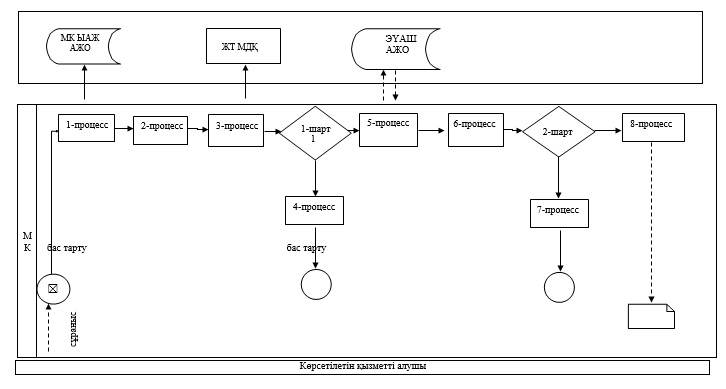 МК ЫАЖ
АЖО
ЖТ МДҚ
ЭҮАШ
АЖО
1-процесс
2-процесс
3-процесс
1-шарт
1
5-процесс
6-процесс
2-шарт
8-процесс
4-процесс
7-процесс
М
К
бас тарту
бас тарту
сұраныс
Көрсетілетін қызметті алушы